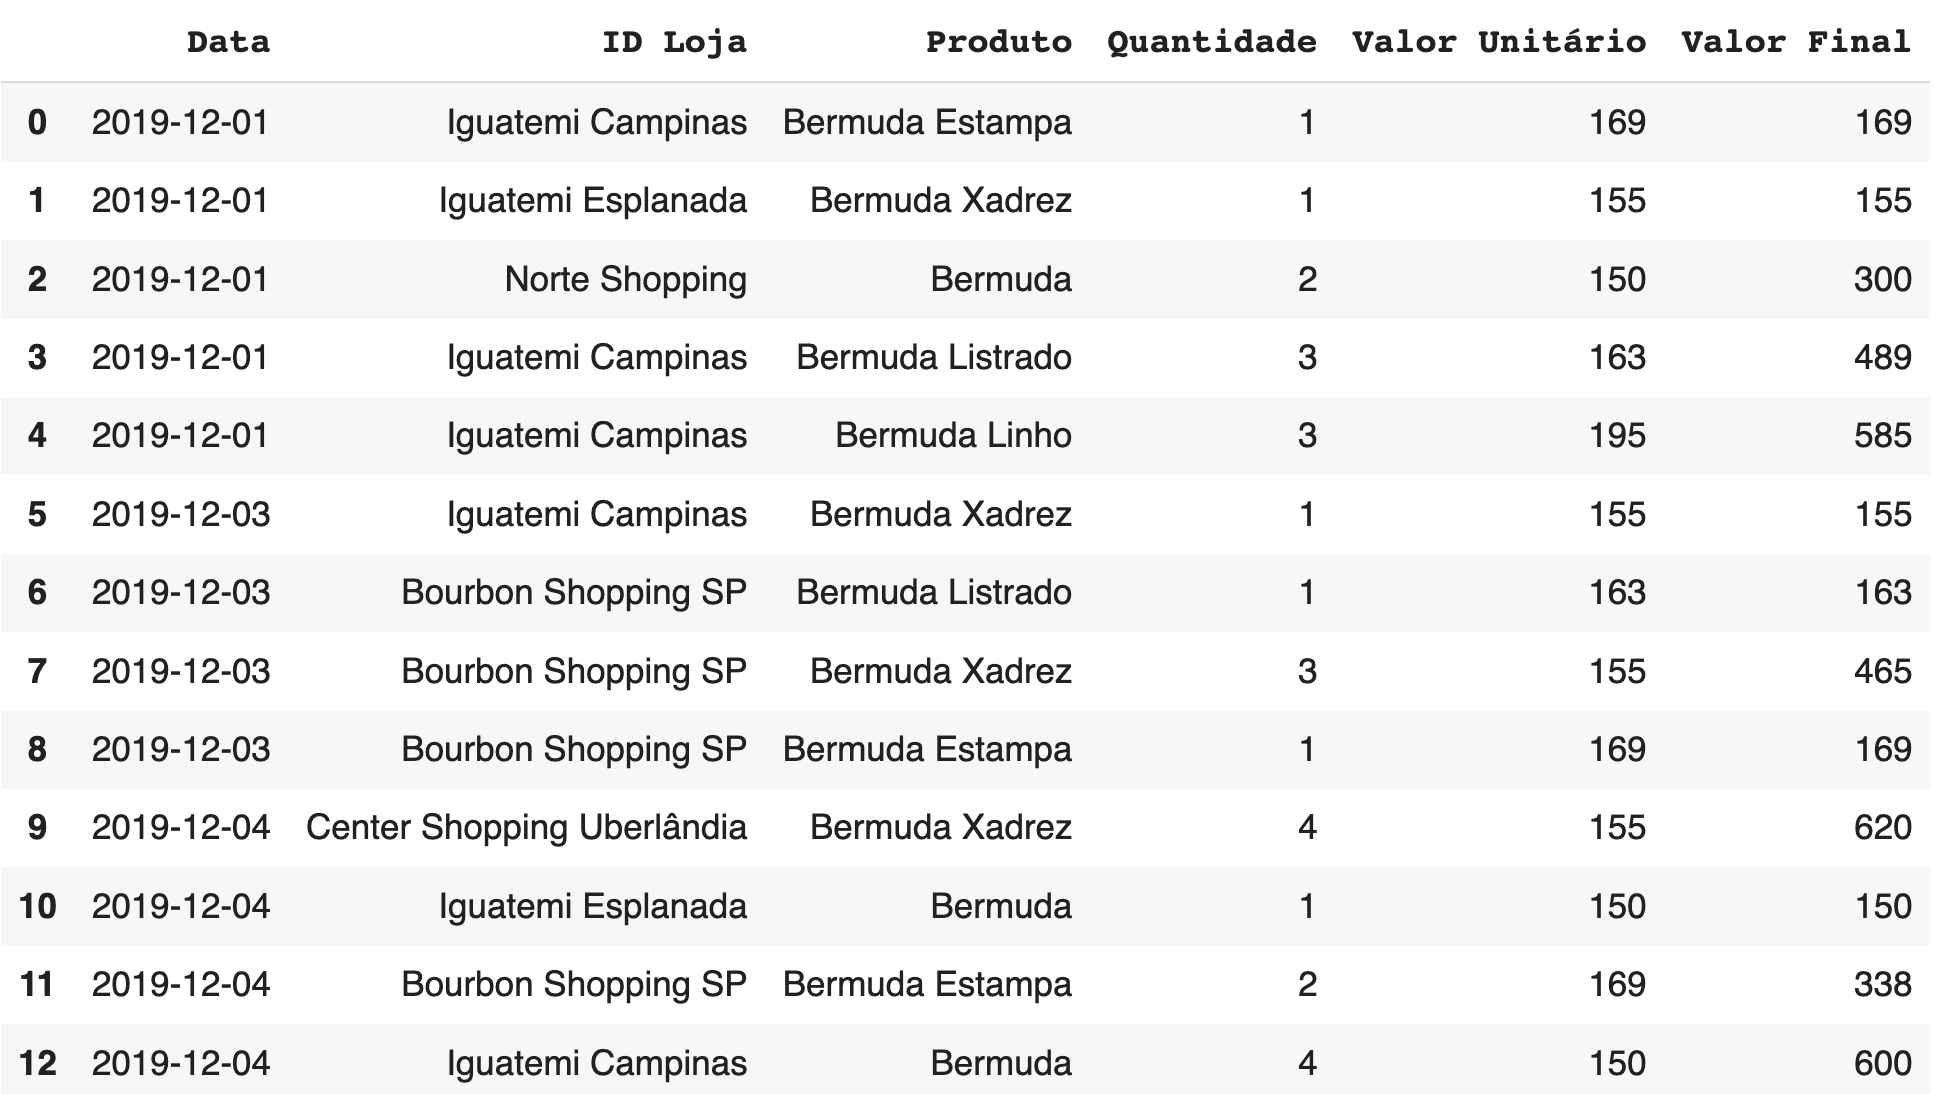 Data ID Loja Produto Quantidade Valor Unitário Valor Final
0 2019-12-01 Iguatemi Campinas Bermuda Estampa 1 169 169
1 2019-12-01 Iguatemi Esplanada Bermuda Xadrez 1 155 155
2 2019-12-01 Norte Shopping Bermuda 2 150 300
3 2019-12-01 Iguatemi Campinas Bermuda Listrado 3 163 489
4 2019-12-01 Iguatemi Campinas Bermuda Linho 3 195 585
5 2019-12-03 Iguatemi Campinas Bermuda Xadrez 1 155 155
6 2019-12-03 Bourbon Shopping SP Bermuda Listrado 1 163 163
7 2019-12-03 Bourbon Shopping SP Bermuda Xadrez 3 155 465
8 2019-12-03 Bourbon Shopping SP Bermuda Estampa 1 169 169
9 2019-12-04 Center Shopping Uberlândia Bermuda Xadrez 4 155 620
10 2019-12-04 Iguatemi Esplanada Bermuda 1 150 150
11 2019-12-04 Bourbon Shopping SP Bermuda Estampa 2 169 338
12 2019-12-04 Iguatemi Campinas Bermuda 4 150 600